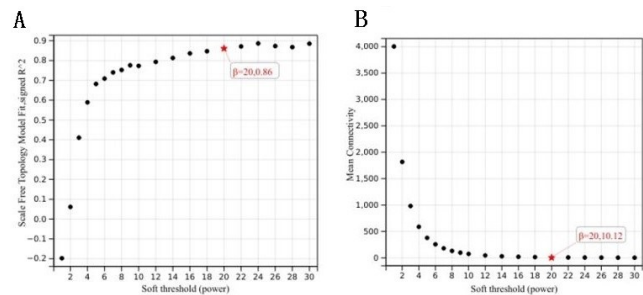 A
B
0.9
0.8
0.7
0.6
0.5
0.4
0.3
0.2
0.1
0.0
−0.1
−0.2
Scale Free Topology Model Fit,signed R^2
β=20,0.86
2 4 6 8 10 12 14 16 18 20 22 24 26 28 30
Soft threshold (power)
4,000
3,500
3,000
2,500
2,000
1,500
1,000
500
0
Mean Connectivity
β=20,10.12
2 4 6 8 10 12 14 16 18 20 22 24 26 28 30
Soft threshold (power)